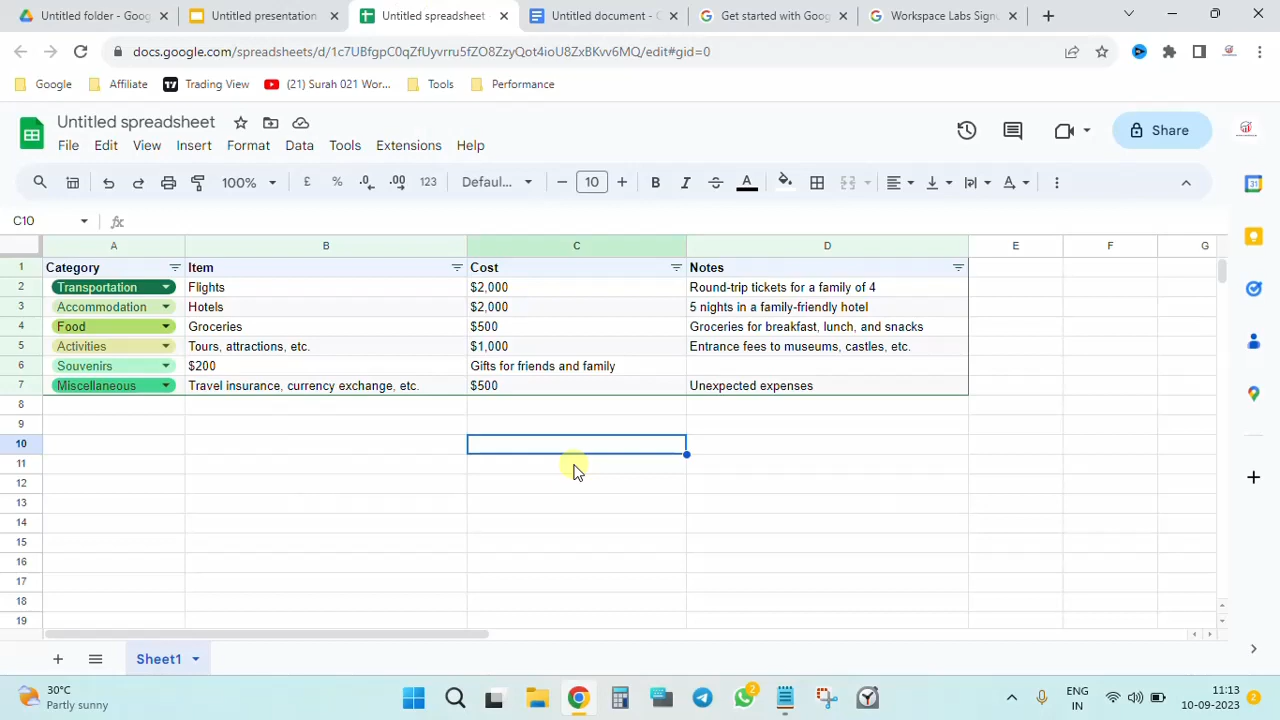 Untitled folder - Goog
Untitled presentation
Untitled spreadsheet
Untitled document - G
Get started with Goog
Workspace Labs Sign
docs.google.com/spreadsheets/d/1c7UBfqpC0qZfUyvrru5fZO8ZzyQot4ioU8ZxBKvv6MQ/edit#gid=0
Google
Affiliate
Trading View
(21) Surah 021 Wor...
Tools
Performance
Untitled spreadsheet
File Edit View Insert Format Data Tools Extensions Help
Share
100% £ % .0 .00 123 Defaul... 10 B I A A
C10 fx
A B C D E F G
1 Category Item Cost Notes
2 Transportation Flights $2,000 Round-trip tickets for a family of 4
3 Accommodation Hotels $2,000 5 nights in a family-friendly hotel
4 Food Groceries $500 Groceries for breakfast, lunch, and snacks
5 Activities Tours, attractions, etc. $1,000 Entrance fees to museums, castles, etc.
6 Souvenirs $200 Gifts for friends and family
7 Miscellaneous Travel insurance, currency exchange, etc. $500 Unexpected expenses
8
9
10
11
12
13
14
15
16
17
18
19
Sheet1
30°C
Partly sunny
2
ENG
IN
11:13
10-09-2023
2